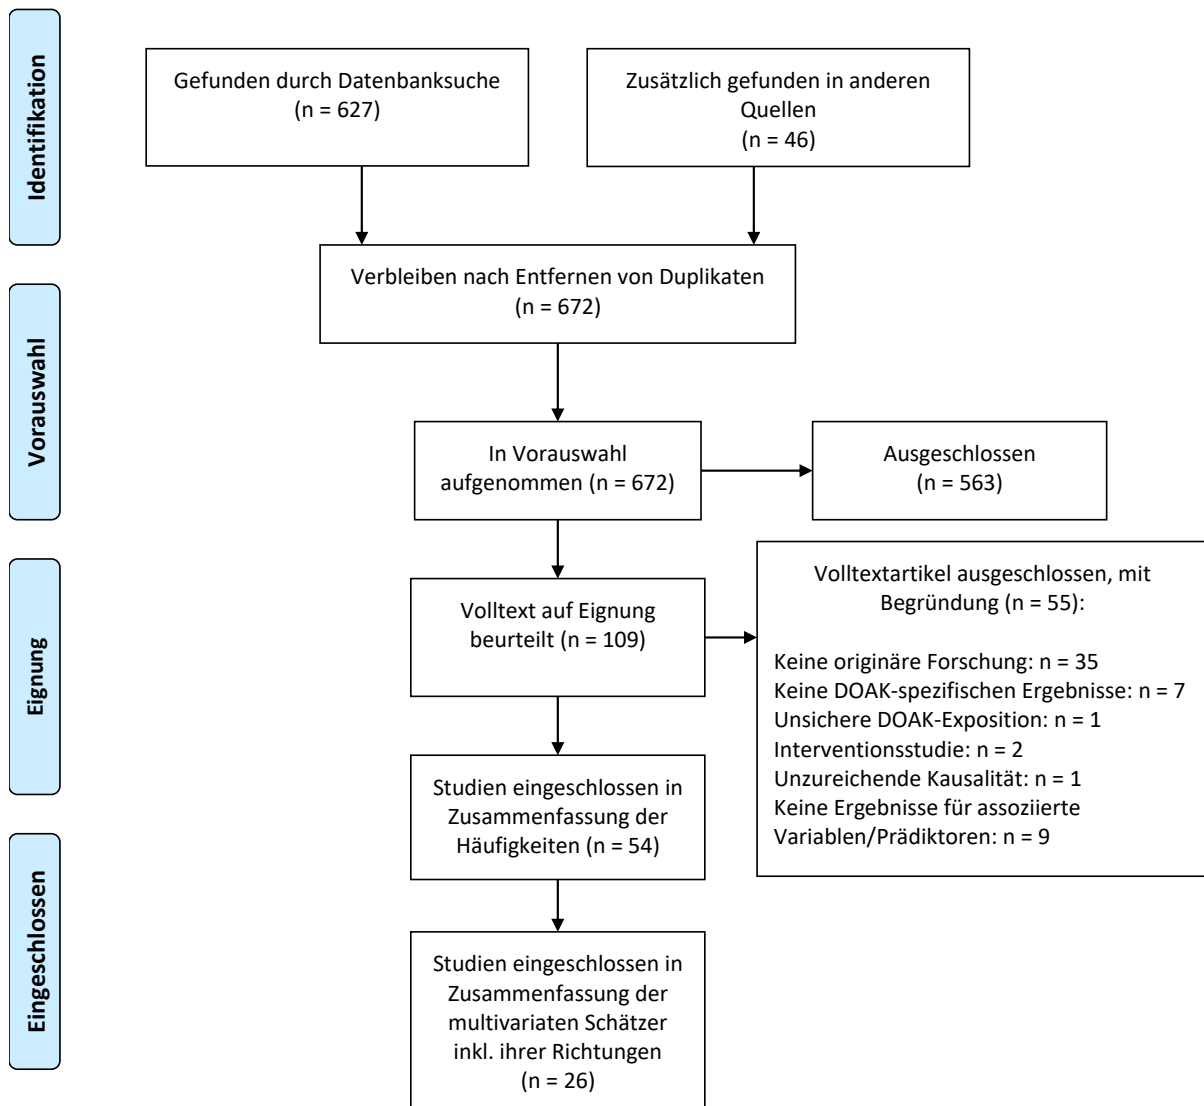 Identifikation
Gefunden durch Datenbanksuche
(n = 627)
Zusätzlich gefunden in anderen
Quellen
(n = 46)
Verbleiben nach Entfernen von Duplikaten
(n = 672)
Vorauswahl
In Vorauswahl
aufgenommen (n = 672)
Ausgeschlossen
(n = 563)
Eignung
Volltext auf Eignung
beurteilt (n = 109)
Volltextartikel ausgeschlossen, mit
Begründung (n = 55):
Keine originäre Forschung: n = 35
Keine DOAK-spezifischen Ergebnisse: n = 7
Unsichere DOAK-Exposition: n = 1
Interventionsstudie: n = 2
Unzureichende Kausalität: n = 1
Keine Ergebnisse für assoziierte
Variablen/Prädiktoren: n = 9
Studien eingeschlossen in
Zusammenfassung der
Häufigkeiten (n = 54)
Eingeschlossen
Studien eingeschlossen in
Zusammenfassung der
multivariaten Schätzer
inkl. ihrer Richtungen
(n = 26)